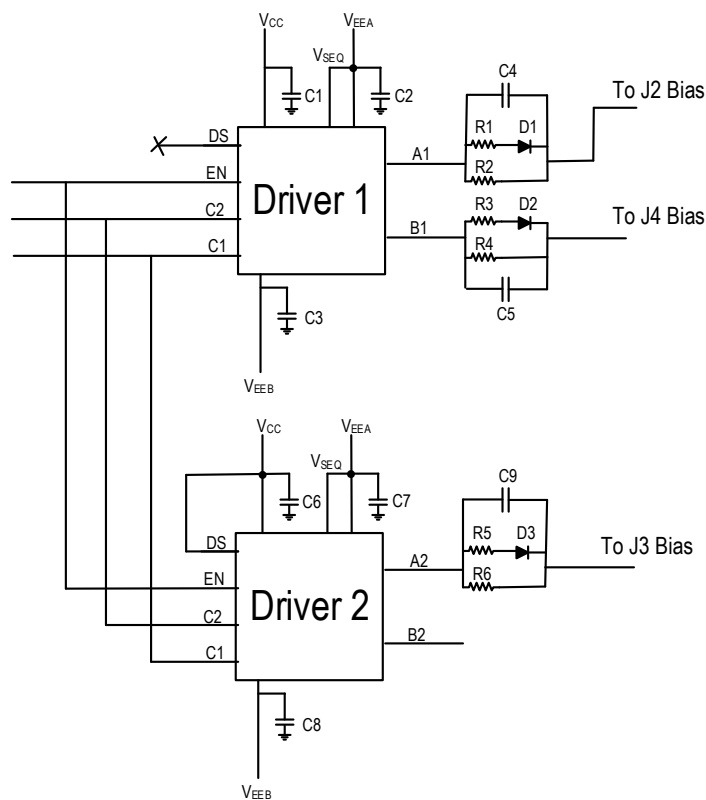 VCC
VEEA
VSEQ
C1
C2
C4
To J2 Bias
R1
D1
DS
A1
R2
EN
Driver 1
R3
D2
To J4 Bias
C2
B1
R4
C1
C3
C5
VEEB
VCC
VEEA
VSEQ
C9
C6
C7
R5
D3
To J3 Bias
DS
A2
R6
EN
Driver 2
C2
B2
C1
C8
VEEB